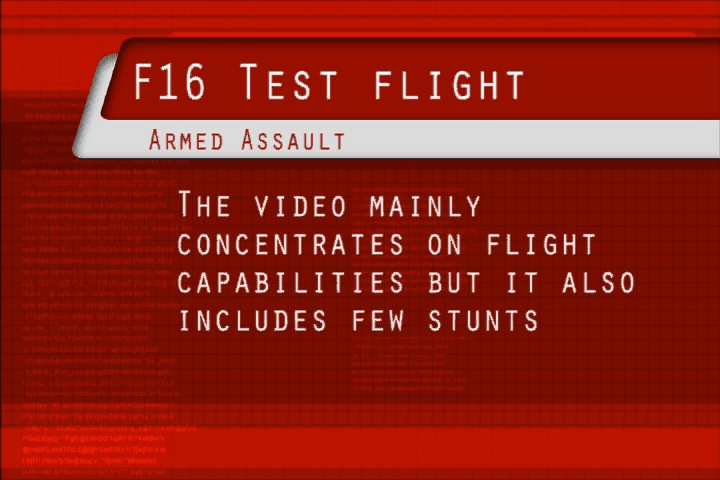 F16 TEST FLIGHT
ARMED ASSAULT
THE VIDEO MAINLY
CONCENTRATES ON FLIGHT
CAPABILITIES BUT IT ALSO
INCLUDES FEW STUNTS